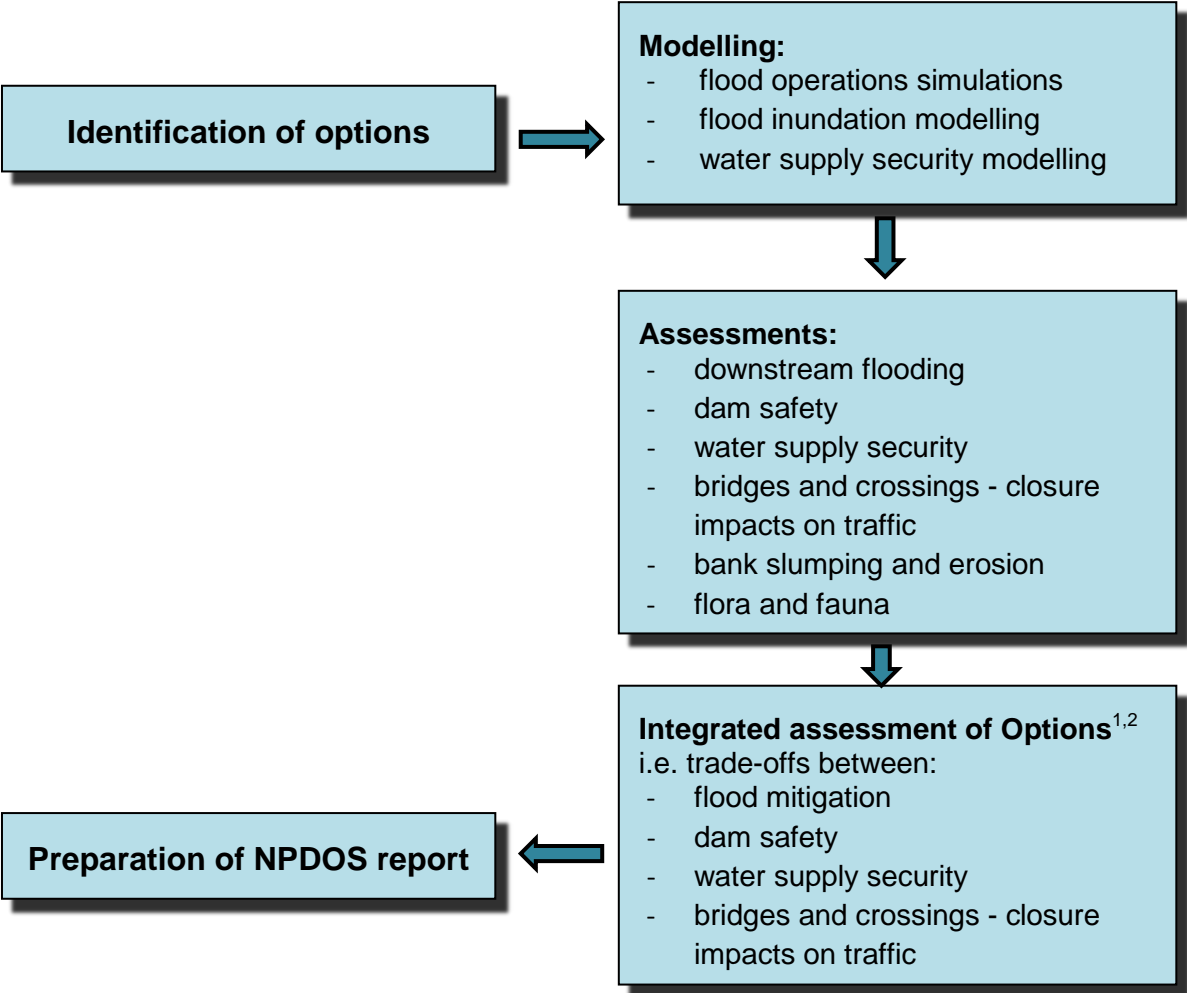 Identification of options
Modelling:
- flood operations simulations
- flood inundation modelling
- water supply security modelling
Assessments:
- downstream flooding
- dam safety
- water supply security
- bridges and crossings - closure
impacts on traffic
- bank slumping and erosion
- flora and fauna
Integrated assessment of Options1,2
i.e. trade-offs between:
- flood mitigation
- dam safety
- water supply security
- bridges and crossings - closure
impacts on traffic
Preparation of NPDOS report